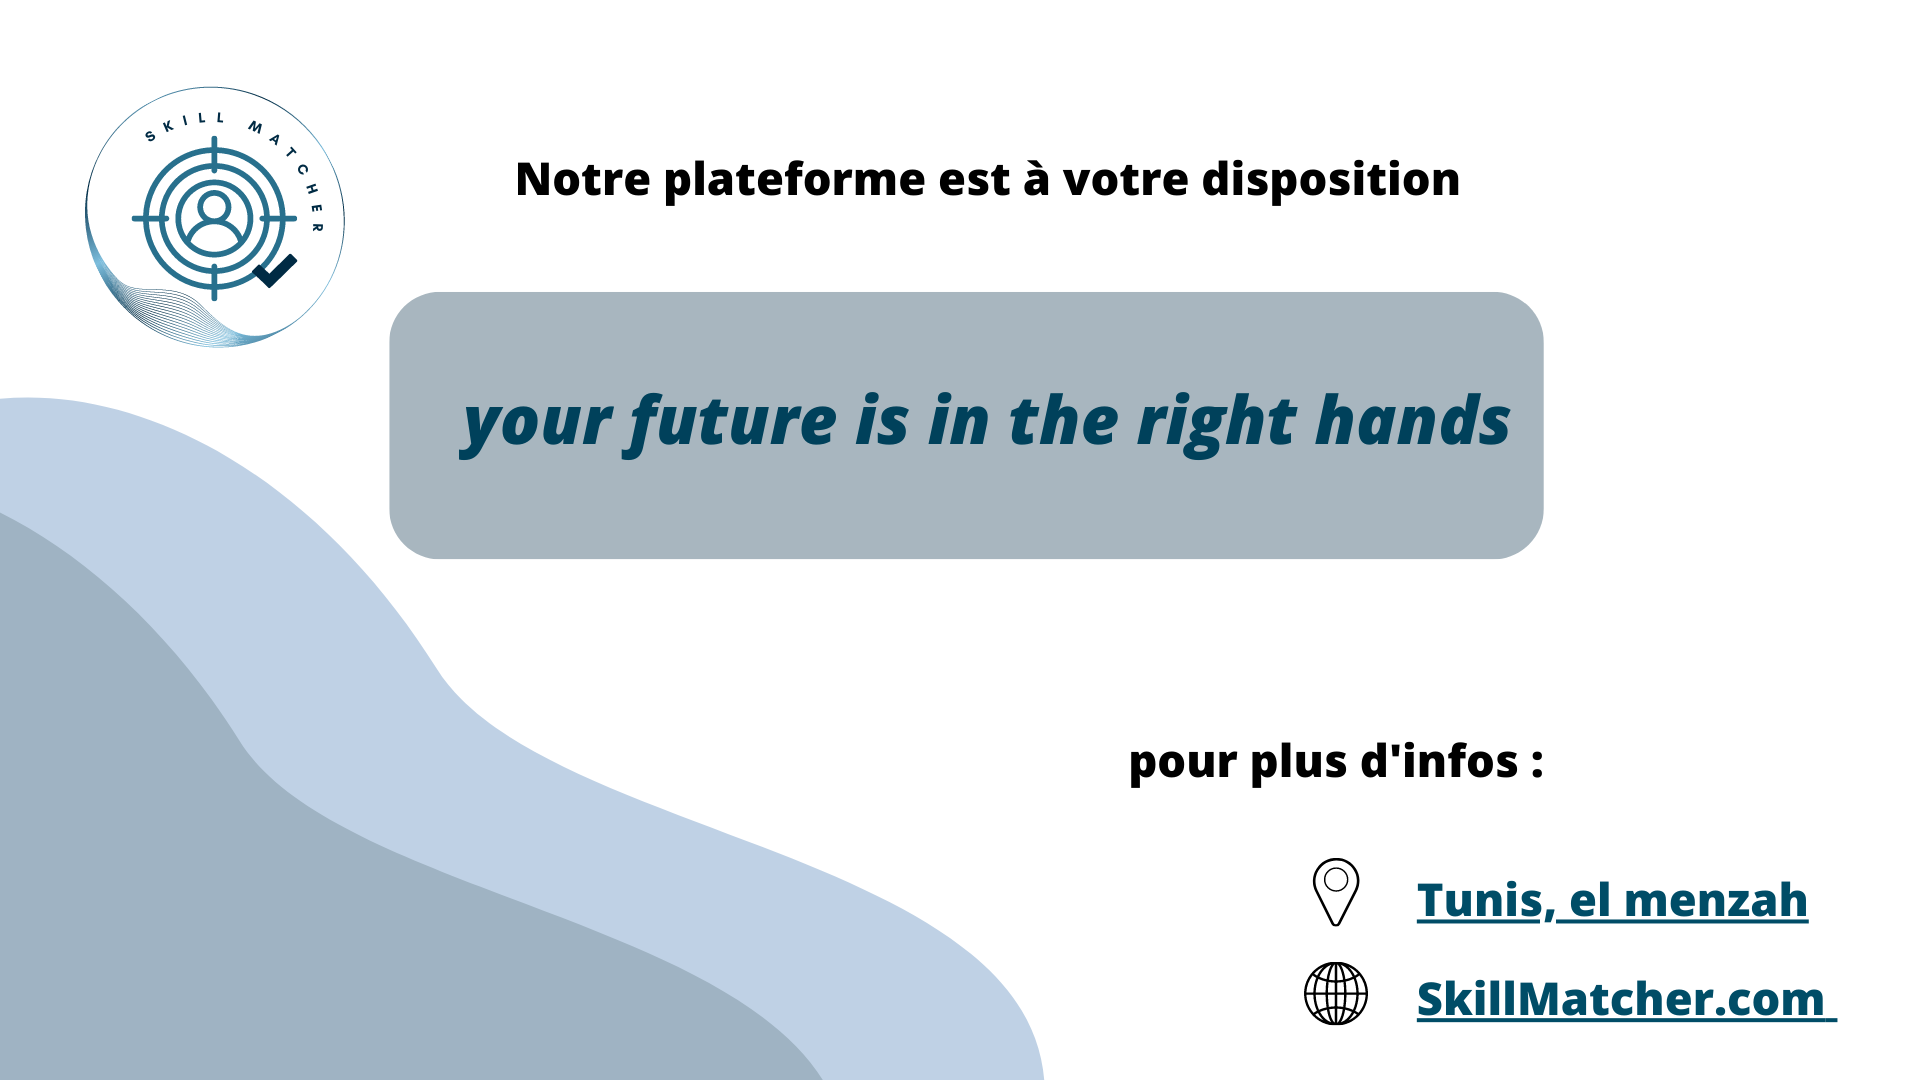 SKILL MATCHER
Notre plateforme est à votre disposition
your future is in the right hands
pour plus d'infos :
Tunis, el menzah
SkillMatcher.com